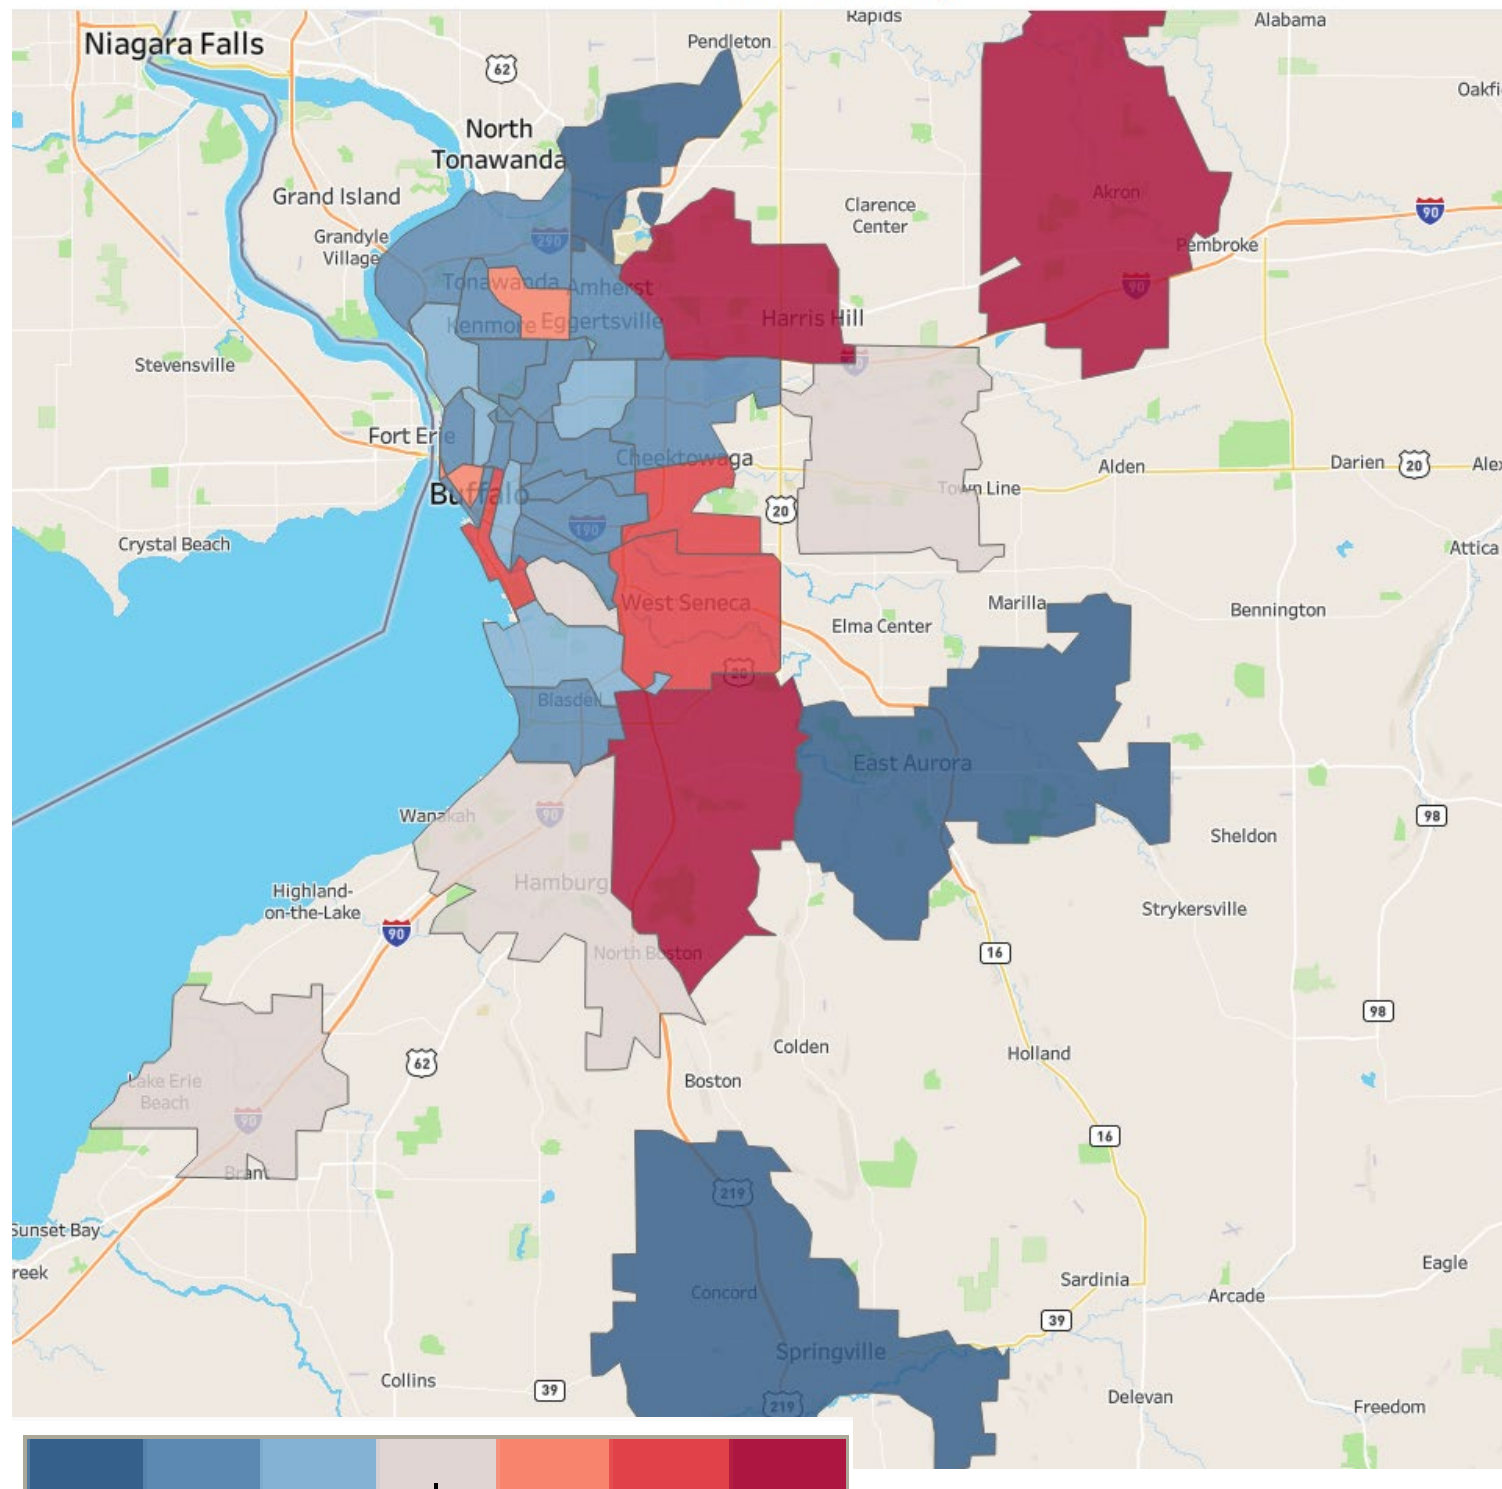 Rapids
Alabama
Niagara Falls
Pendleton
62
Oakfi
North
Tonawanda
Grand Island
Akron
Clarence
Center
90
Grandyle
Village
290
Pembroke
Tonawanda
Amherst
90
Kenmore
Eggertsville
Harris Hill
Stevensville
90
Fort Erie
Cheektowaga
Alden
Darien
20
Alex
Buffalo
Town Line
20
190
Crystal Beach
Attica
West Seneca
Marilla
Bennington
Elma Center
20
Blasdell
East Aurora
Wanakah
90
98
Sheldon
Hamburg
Highland-
on-the-Lake
Strykersville
90
North Boston
16
98
Colden
Holland
62
Lake Erie
Beach
Boston
90
16
Brant
219
Sunset Bay
reek
Eagle
Sardinia
Concord
Arcade
39
Springville
Collins
39
Delevan
219
Freedom